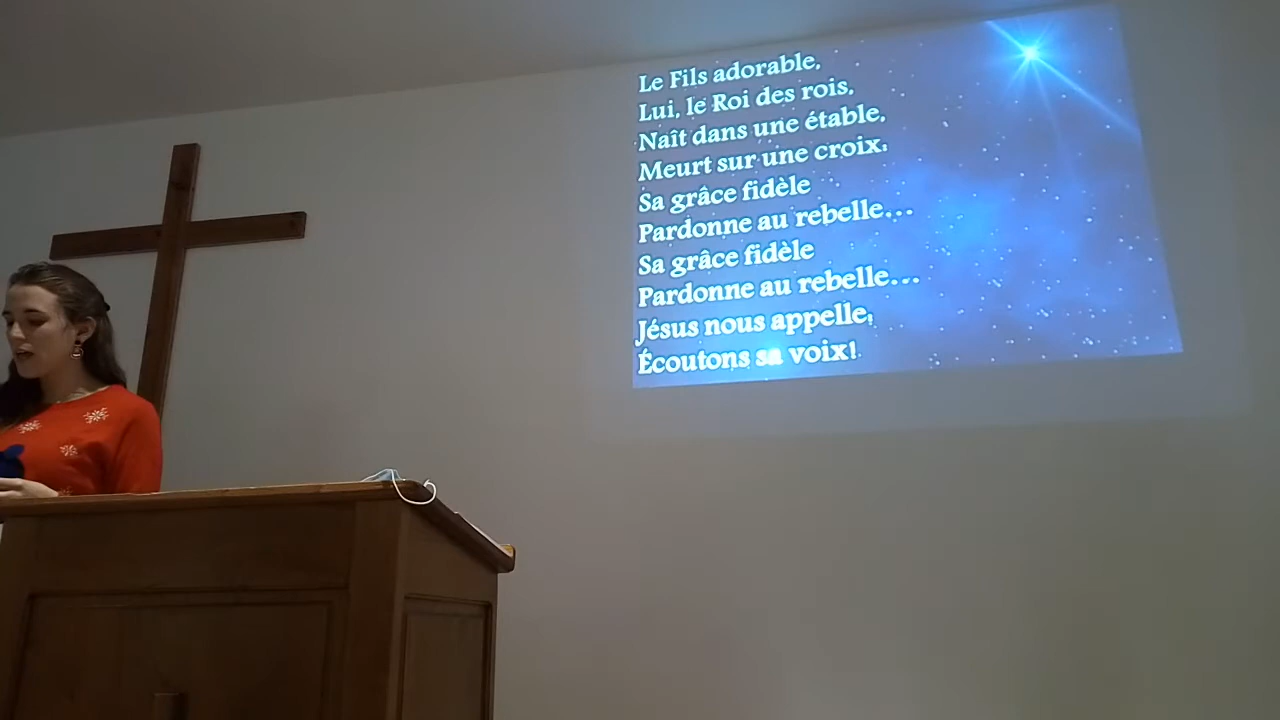 Le Fils adorable,
Lui, le Roi des rois,
Naît dans une étable,
Meurt sur une croix;
Sa grâce fidèle
Pardonne au rebelle...
Sa grâce fidèle
Pardonne au rebelle...
Jésus nous appelle,
Écoutons sa voix!